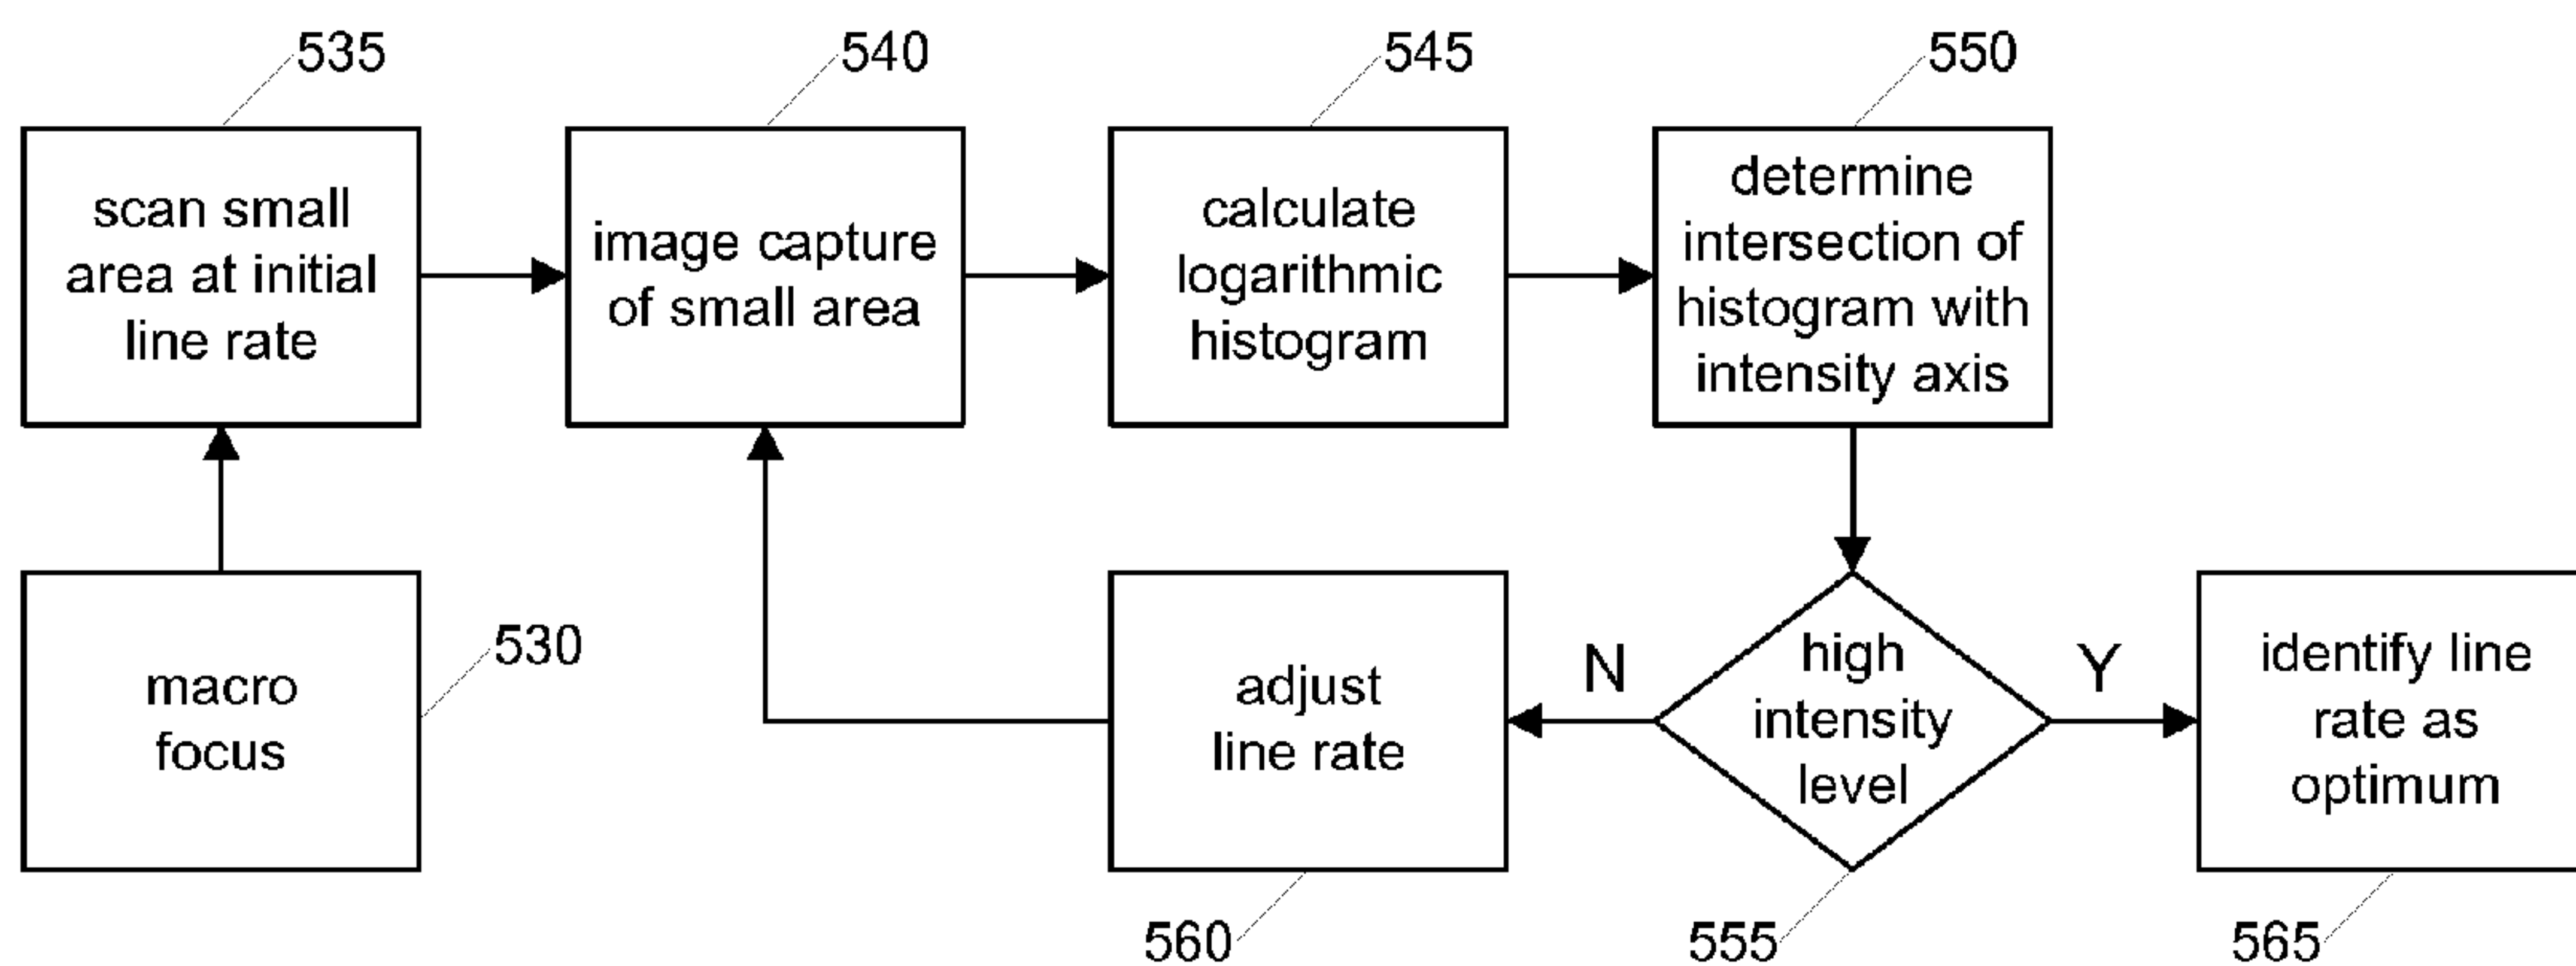 535
540
545
550
scan small
area at initial
line rate
image capture
of small area
calculate
logarithmic
histogram
determine
intersection of
histogram with
intensity axis
macro
focus
530
adjust
line rate
N
high
intensity
level
Y
identify line
rate as
optimum
560
555
565